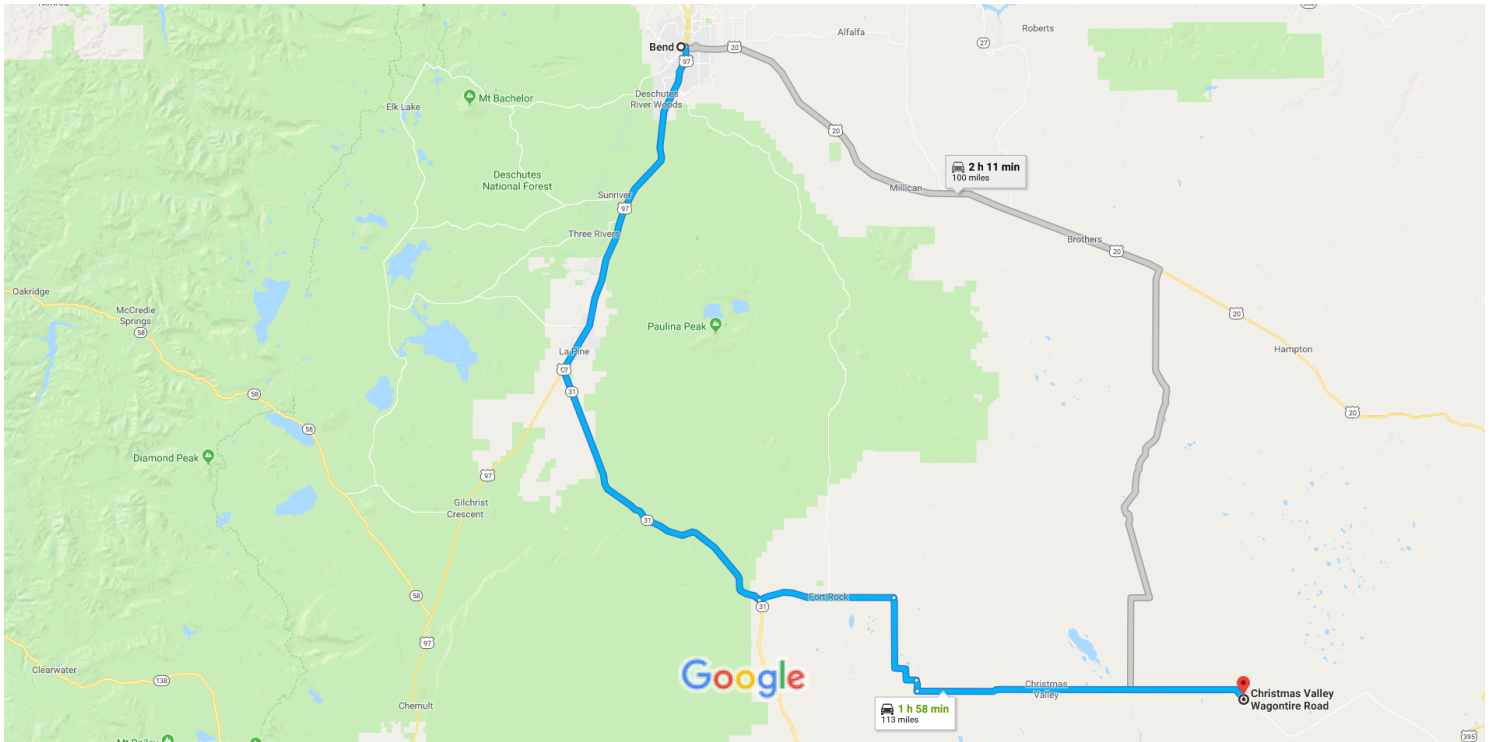 Bend
20
Alfalfa
27
Roberts
97
Deschutes
River Woods
Mt Bachelor
Elk Lake
20
Deschutes
National Forest
2 h 11 min
100 miles
Millican
Sunriver
97
Three Rivers
Brothers
20
Oakridge
McCredie
Springs
58
20
Paulina Peak
La Pine
97
Hampton
31
58
20
58
Diamond Peak
97
Gilchrist
Crescent
31
58
Fort Rock
31
97
Clearwater
138
Google
Christmas
Valley
Christmas Valley
Wagontire Road
1 h 58 min
113 miles
Chemult
395